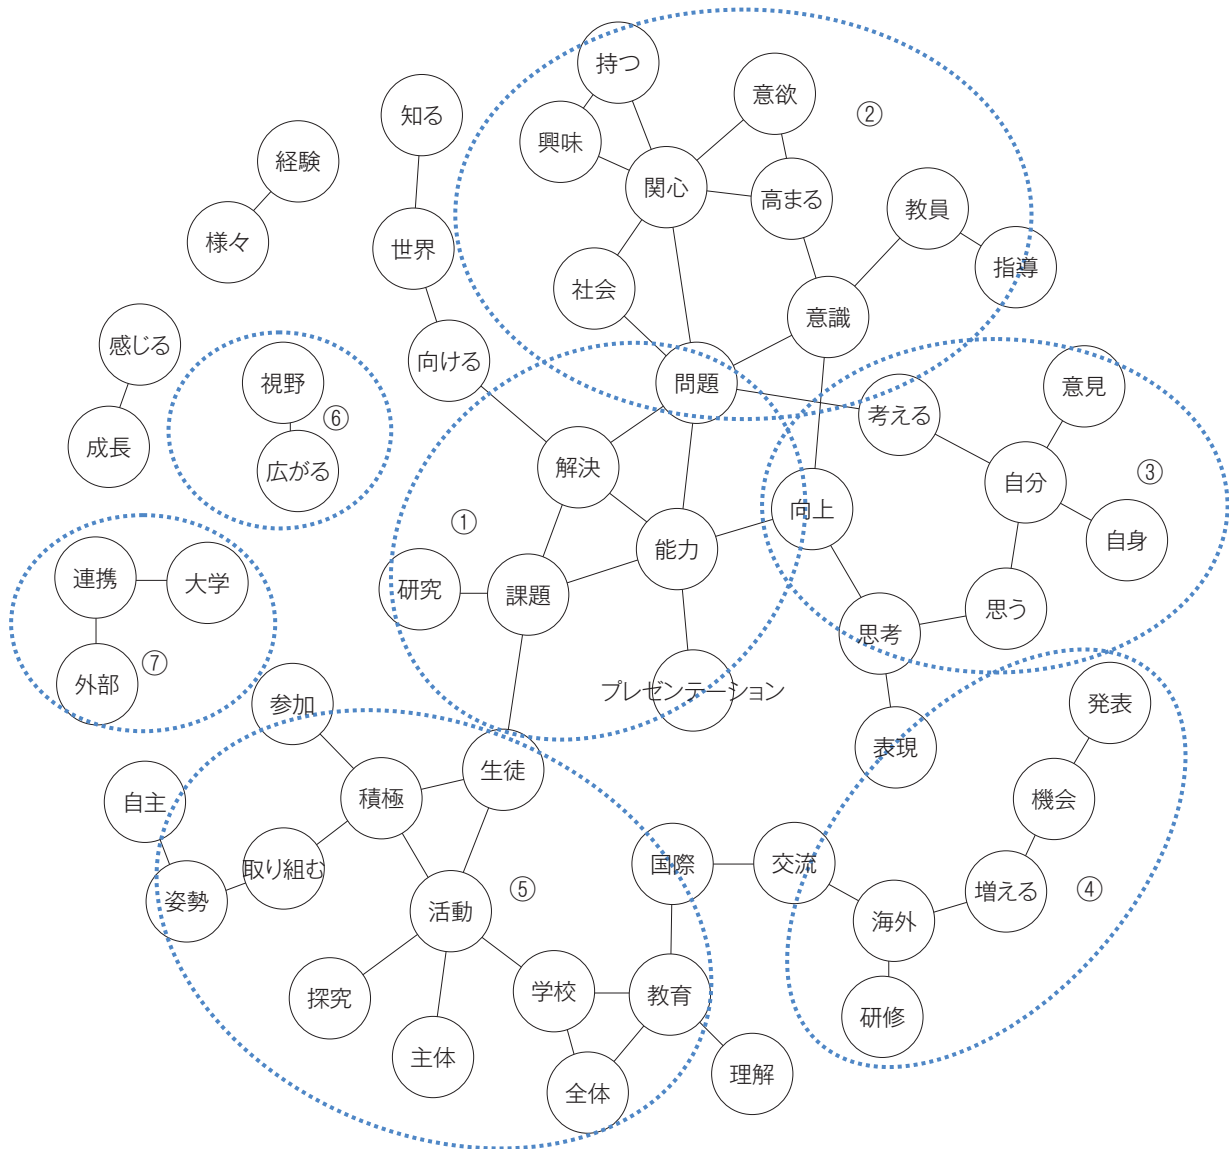 持つ
意欲
②
知る
興味
経験
関心
高まる
教員
様々
世界
指導
社会
意識
感じる
向ける
問題
視野
意見
⑥
考える
成長
広がる
解決
自分
③
①
向上
自身
能力
連携
大学
研究
課題
思う
思考
⑦
外部
プレゼンテーション
参加
発表
表現
生徒
自主
積極
機会
国際
交流
取り組む
⑤
増える
④
姿勢
活動
海外
探究
学校
教育
研修
主体
理解
全体